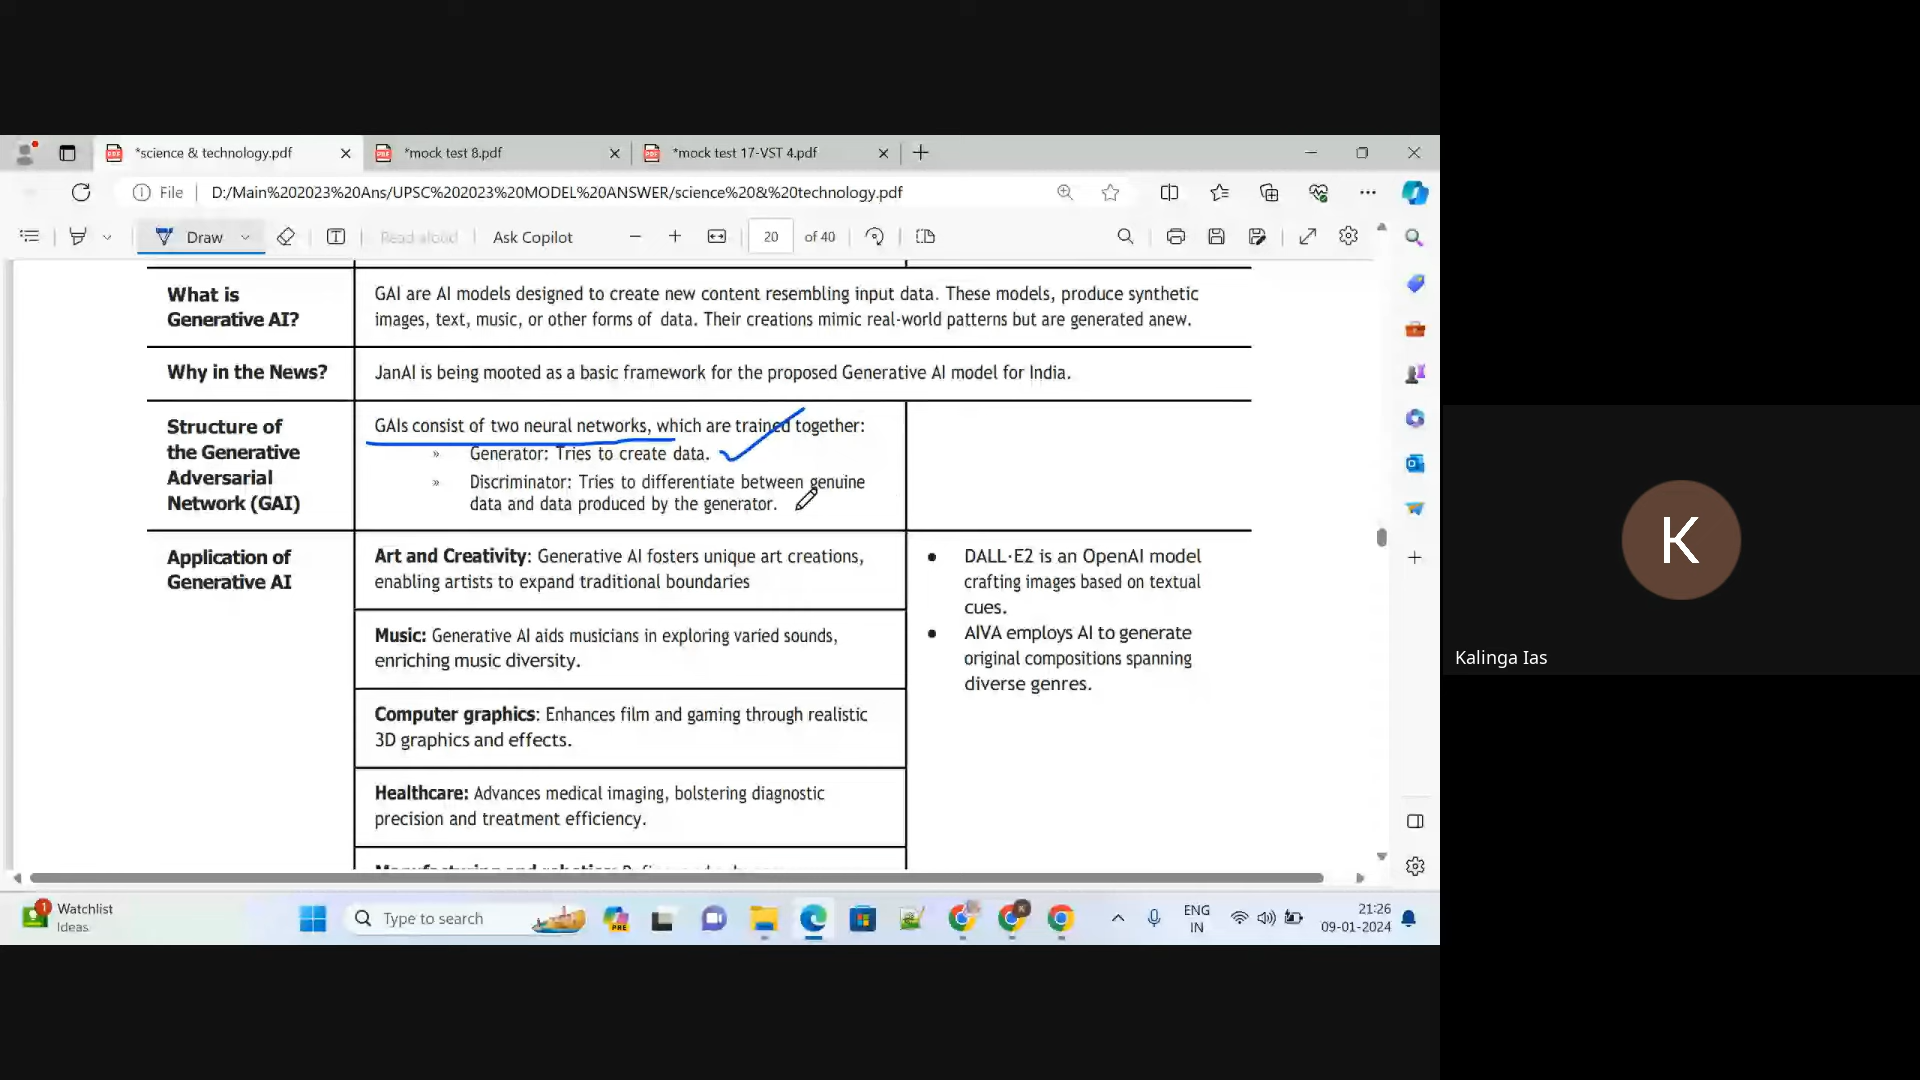 *science & technology.pdf
*mock test 8.pdf
*mock test 17-VST 4.pdf
File
D:/Main%202023%20Ans/UPSC%202023%20MODEL%20ANSWER/science%20&%20technology.pdf
Draw
Read aloud
Ask Copilot
20 of 40
What is
Generative AI?
GAI are AI models designed to create new content resembling input data. These models, produce synthetic
images, text, music, or other forms of data. Their creations mimic real-world patterns but are generated anew.
Why in the News?
JanAI is being mooted as a basic framework for the proposed Generative AI model for India.
Structure of
the Generative
Adversarial
Network (GAI)
GAIs consist of two neural networks, which are trained together:
» Generator: Tries to create data.
» Discriminator: Tries to differentiate between genuine
data and data produced by the generator.
Application of
Generative AI
Art and Creativity: Generative AI fosters unique art creations,
enabling artists to expand traditional boundaries
Music: Generative AI aids musicians in exploring varied sounds,
enriching music diversity.
Computer graphics: Enhances film and gaming through realistic
3D graphics and effects.
Healthcare: Advances medical imaging, bolstering diagnostic
precision and treatment efficiency.
• DALL·E2 is an OpenAI model
crafting images based on textual
cues.
• AIVA employs AI to generate
original compositions spanning
diverse genres.
K
Kalinga Ias
1
Watchlist
Ideas
Type to search
PRE
ENG
IN
21:26
09-01-2024